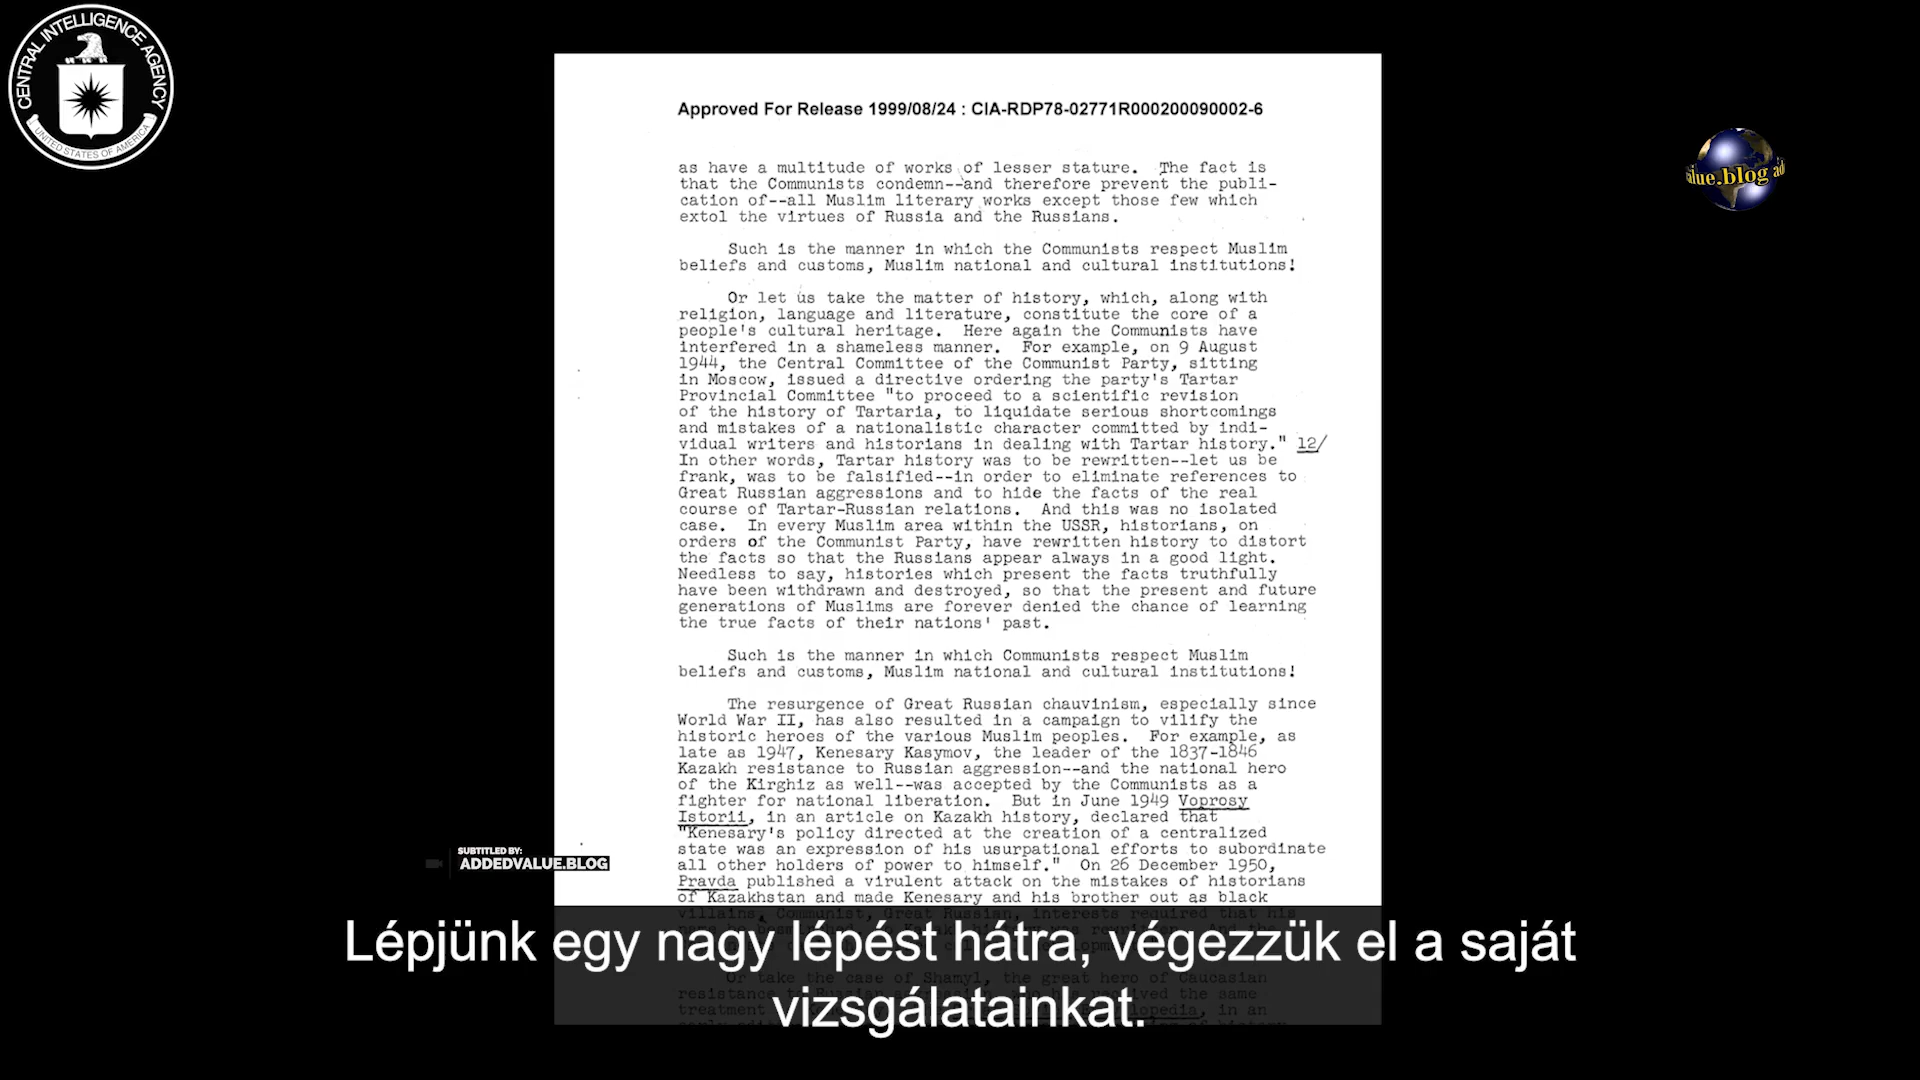 CENTRAL INTELLIGENCE AGENCY
UNITED STATES OF AMERICA
Approved For Release 1999/08/24 : CIA-RDP78-02771R000200090002-6
as have a multitude of works of lesser stature. The fact is
that the Communists condemn--and therefore prevent the publi-
cation of--all Muslim literary works except those few which
extol the virtues of Russia and the Russians.
Such is the manner in which the Communists respect Muslim
beliefs and customs, Muslim national and cultural institutions!
Or let us take the matter of history, which, along with
religion, language and literature, constitute the core of a
people's cultural heritage. Here again the Communists have
interfered in a shameless manner. For example, on 9 August
1944, the Central Committee of the Communist Party, sitting
in Moscow, issued a directive ordering the party's Tartar
Provincial Committee "to proceed to a scientific revision
of the history of Tartaria, to liquidate serious shortcomings
and mistakes of a nationalistic character committed by indi-
vidual writers and historians in dealing with Tartar history." 12/
In other words, Tartar history was to be rewritten--let us be
frank, was to be falsified--in order to eliminate references to
Great Russian aggressions and to hide the facts of the real
course of Tartar-Russian relations. And this was no isolated
case. In every Muslim area within the USSR, historians, on
orders of the Communist Party, have rewritten history to distort
the facts so that the Russians appear always in a good light.
Needless to say, histories which present the facts truthfully
have been withdrawn and destroyed, so that the present and future
generations of Muslims are forever denied the chance of learning
the true facts of their nations' past.
Such is the manner in which Communists respect Muslim
beliefs and customs, Muslim national and cultural institutions!
The resurgence of Great Russian chauvinism, especially since
World War II, has also resulted in a campaign to vilify the
historic heroes of the various Muslim peoples. For example, as
late as 1947, Kenesary Kasymov, the leader of the 1837-1846
Kazakh resistance to Russian aggression--and the national hero
of the Kirghiz as well--was accepted by the Communists as a
fighter for national liberation. But in June 1949 Voprosy
Istorii, in an article on Kazakh history, declared that
"Kenesary's policy directed at the creation of a centralized
state was an expression of his usurpational efforts to subordinate
all other holders of power to himself." On 26 December 1950,
Pravda published a virulent attack on the mistakes of historians
of Kazakhstan and made Kenesary and his brother out as black
villains. Communist, Great Russian, interests required that his
Or take the case of Shamyl, the great hero of Caucasian
SUBTITLED BY:
ADDEDVALUE.BLOG
lue.blog ad
Lépjünk egy nagy lépést hátra, végezzük el a saját
vizsgálatainkat.